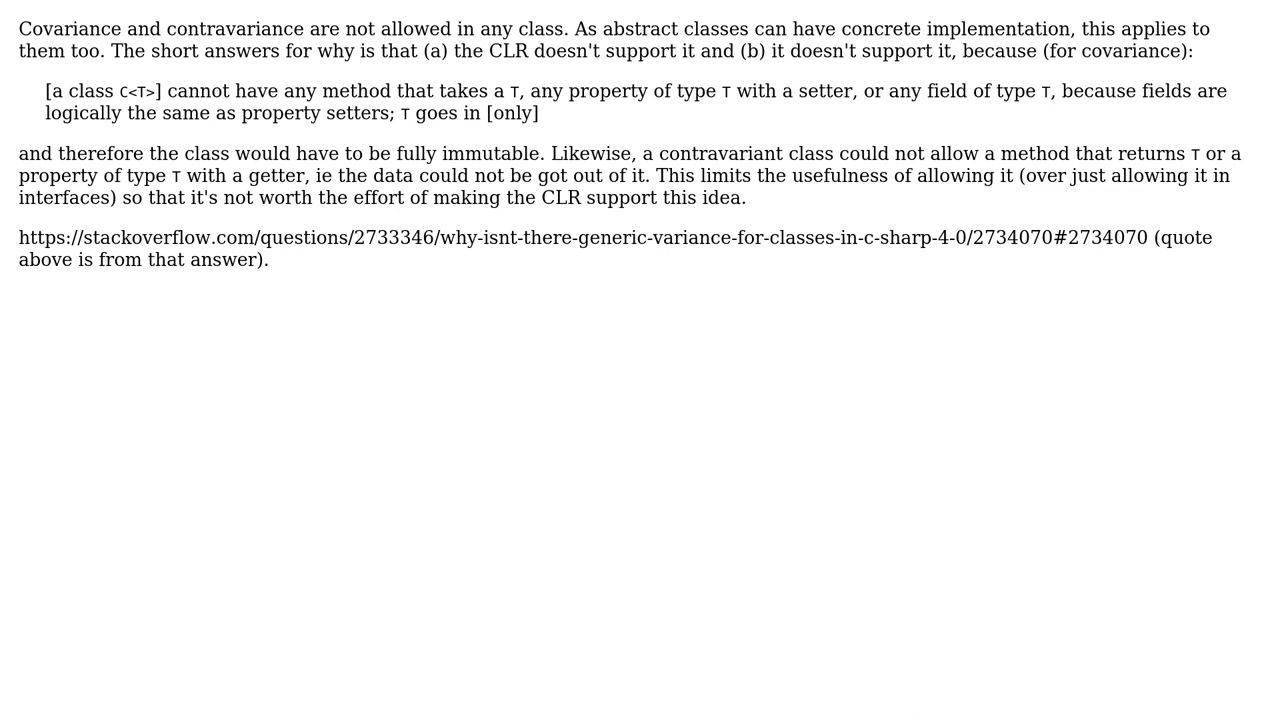 Covariance and contravariance are not allowed in any class. As abstract classes can have concrete implementation, this applies to
them too. The short answers for why is that (a) the CLR doesn't support it and (b) it doesn't support it, because (for covariance):
[a class C<T>] cannot have any method that takes a T, any property of type T with a setter, or any field of type T, because fields are
logically the same as property setters; T goes in [only]
and therefore the class would have to be fully immutable. Likewise, a contravariant class could not allow a method that returns T or a
property of type T with a getter, ie the data could not be got out of it. This limits the usefulness of allowing it (over just allowing it in
interfaces) so that it's not worth the effort of making the CLR support this idea.
https://stackoverflow.com/questions/2733346/why-isnt-there-generic-variance-for-classes-in-c-sharp-4-0/2734070#2734070 (quote
above is from that answer).